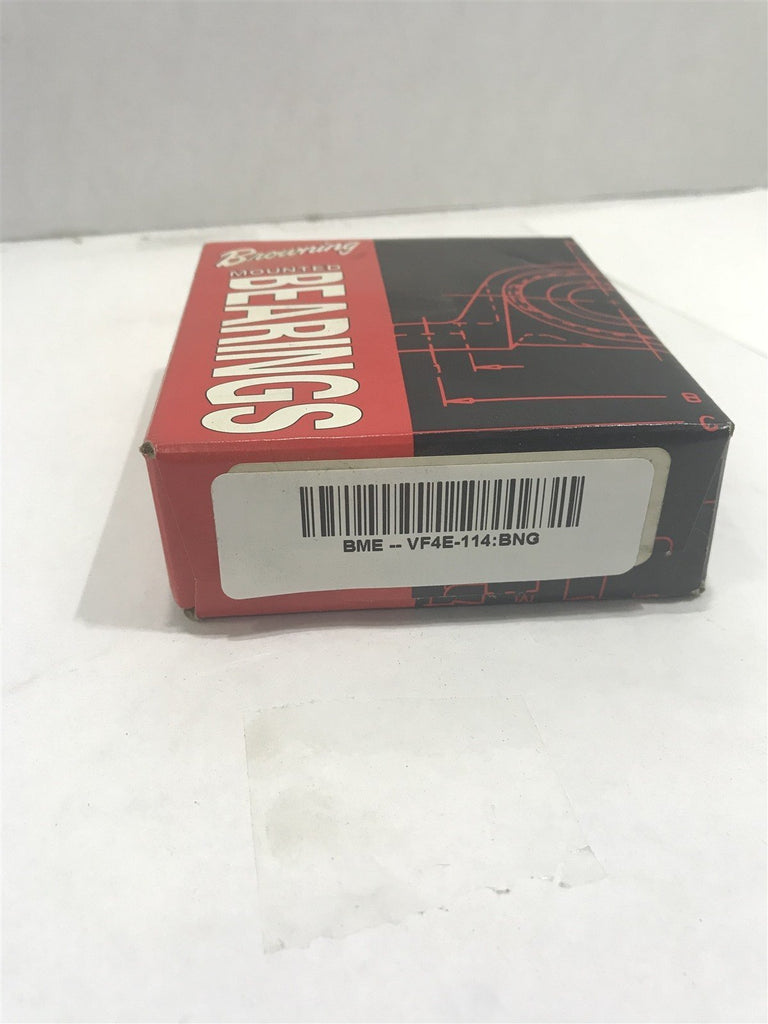 Browning
MOUNTED
BEARINGS
B
C
BME -- VF4E-114:BNG